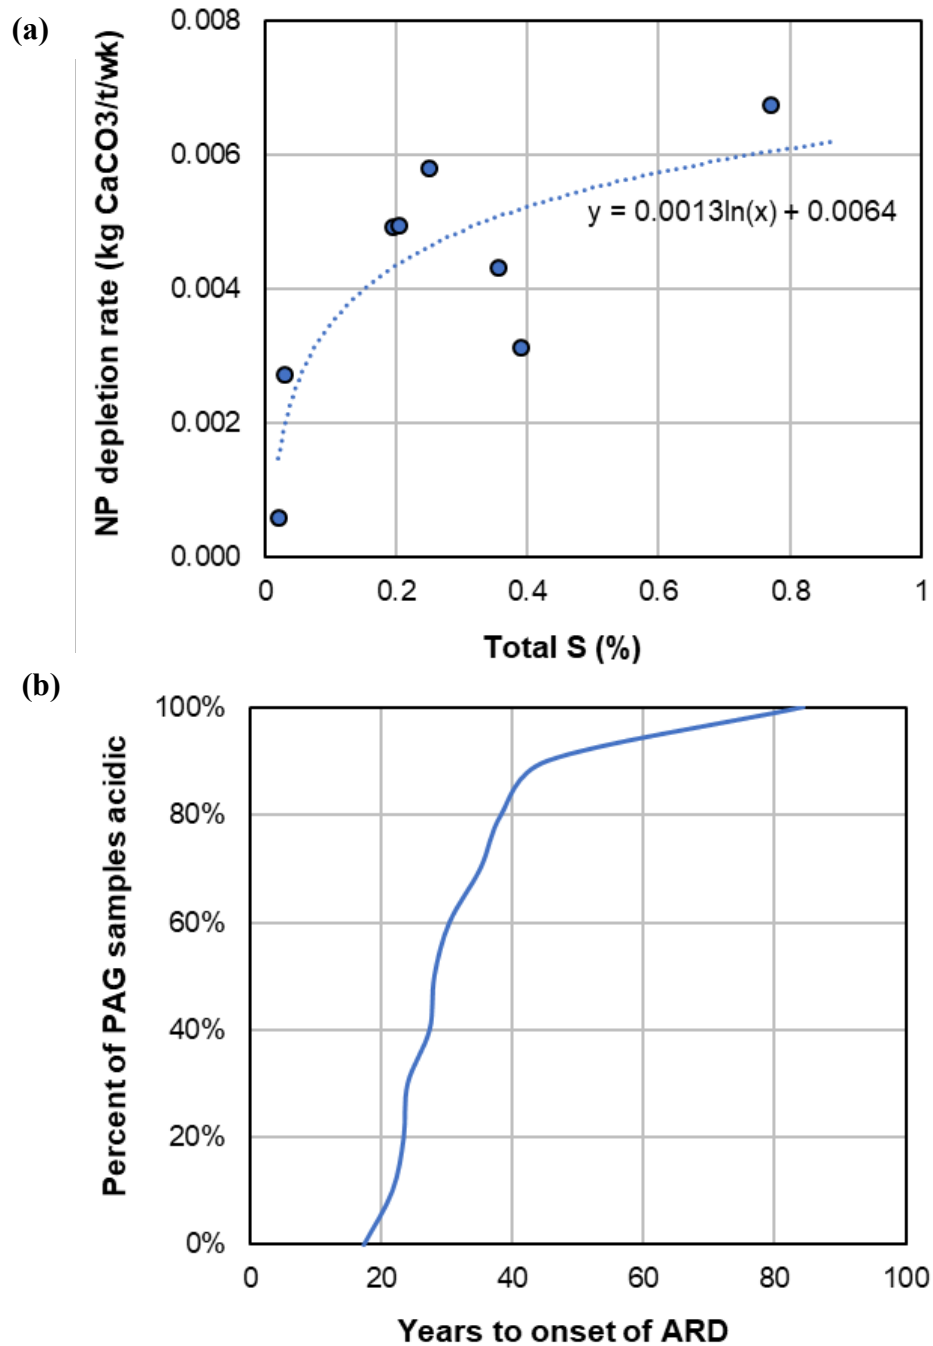 (a)
NP depletion rate (kg CaCO3/t/wk)
0.008
0.006
0.004
0.002
0.000
y = 0.0013ln(x) + 0.0064
0 0.2 0.4 0.6 0.8 1
Total S (%)
(b)
Percent of PAG samples acidic
100%
80%
60%
40%
20%
0%
0 20 40 60 80 100
Years to onset of ARD